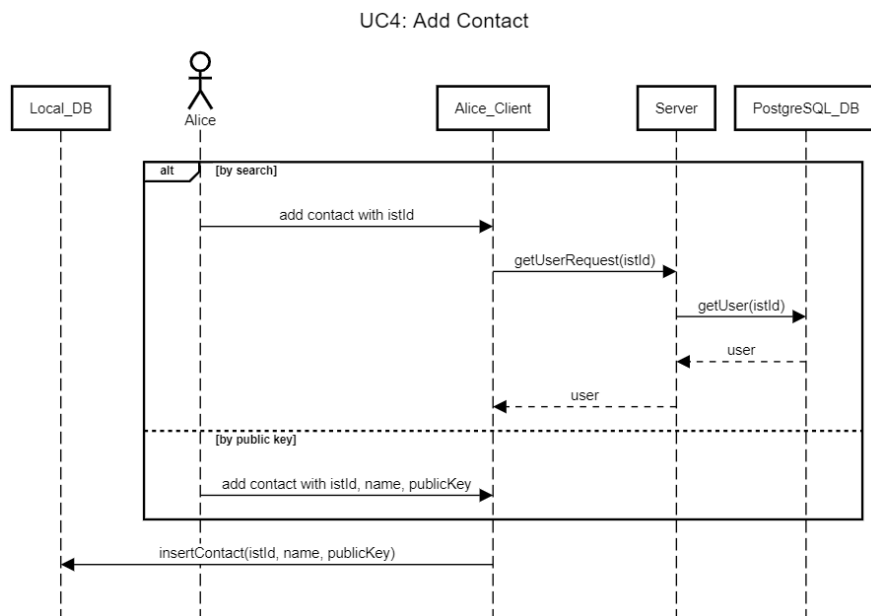 UC4: Add Contact
Local_DB
Alice
Alice_Client
Server
PostgreSQL_DB
alt
[by search]
add contact with istId
getUserRequest(istId)
getUser(istId)
user
user
[by public key]
add contact with istId, name, publicKey
insertContact(istId, name, publicKey)